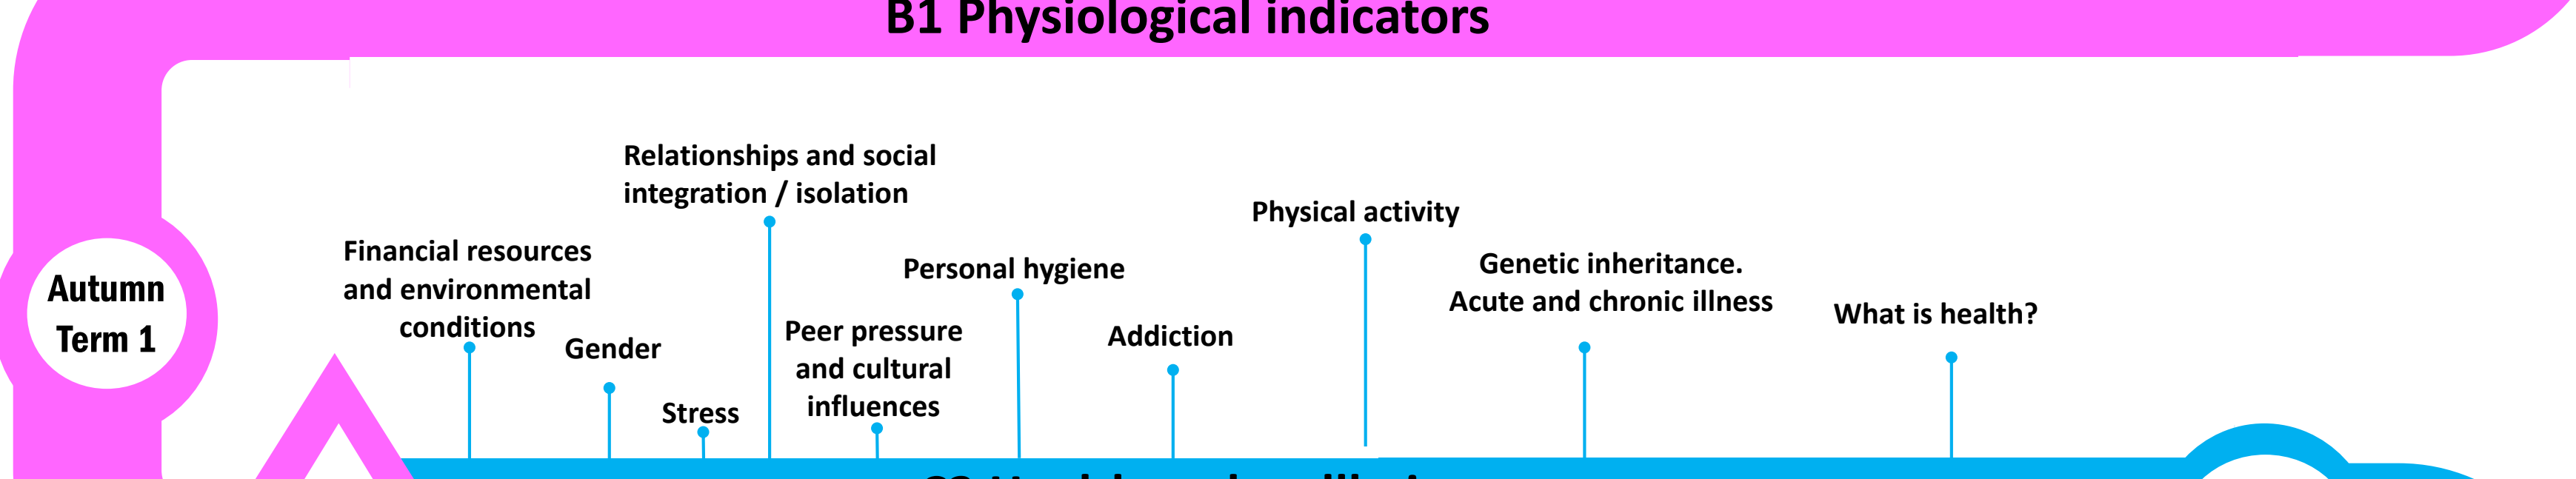 B1 Physiological indicators
Relationships and social
integration / isolation
Physical activity
Financial resources
and environmental
conditions
Personal hygiene
Genetic inheritance.
Acute and chronic illness
What is health?
Autumn
Term 1
Gender
Peer pressure
and cultural
influences
Addiction
Stress